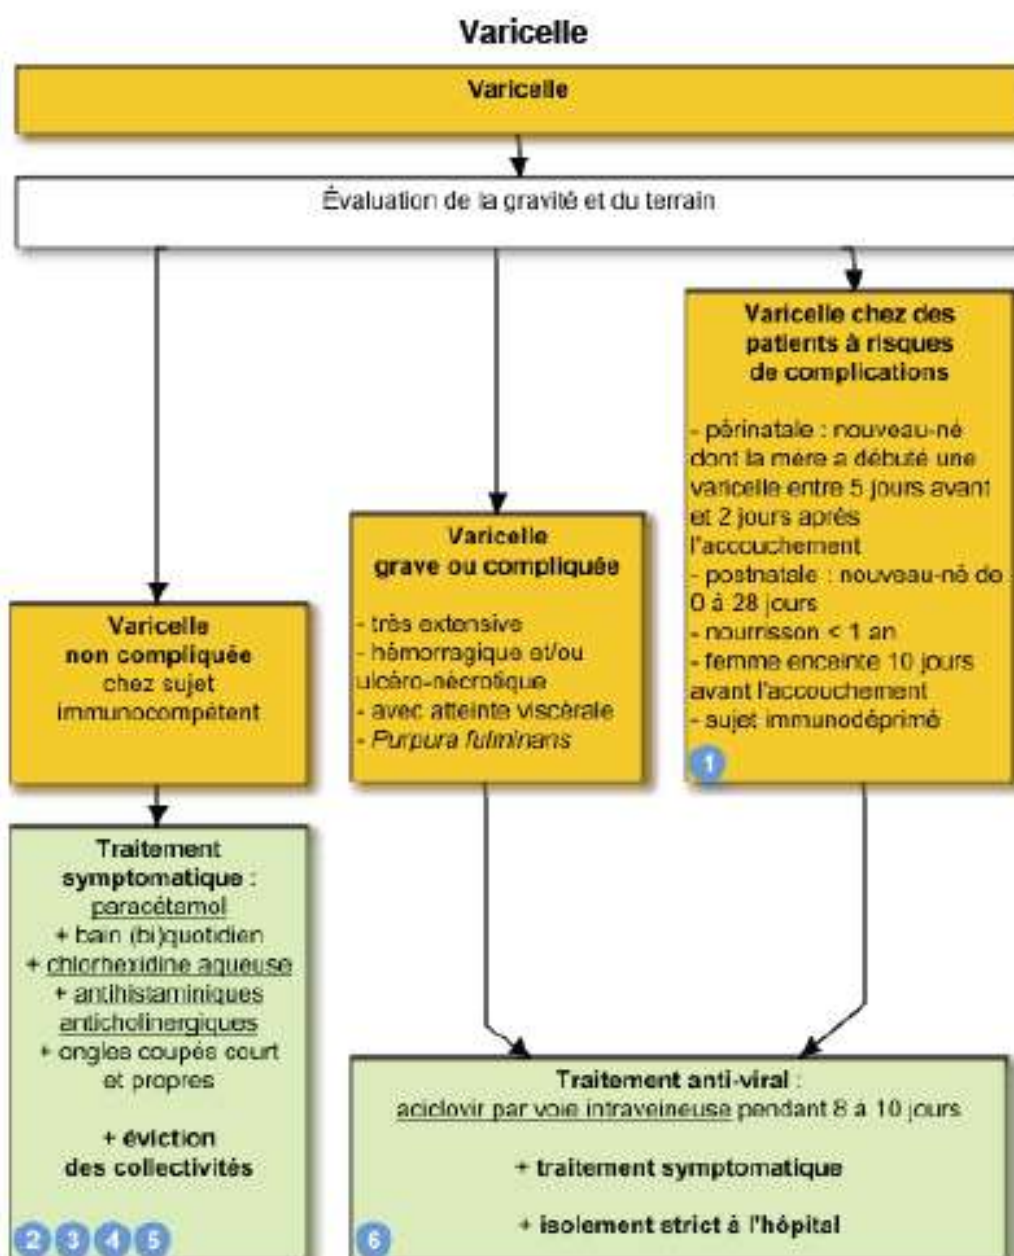 Varicelle
Varicelle
Évaluation de la gravité et du terrain
Varicelle
non compliquée
chez sujet
immunocompétent
Varicelle
grave ou compliquée
- très extensive
- hémorragique et/ou
ulcéro-nécrotique
- avec atteinte viscérale
- Purpura fulminans
Varicelle chez des
patients à risques
de complications
- périnatale : nouveau-né
dont la mère a débuté une
varicelle entre 5 jours avant
et 2 jours après
l'accouchement
- postnatale : nouveau-né de
0 à 28 jours
- nourrisson < 1 an
- femme enceinte 10 jours
avant l'accouchement
- sujet immunodéprimé
1
Traitement
symptomatique :
paracétamol
+ bain (bi)quotidien
+ chlorhexidine aqueuse
+ antihistaminiques
anticholinergiques
+ ongles coupés court
et propres
+ éviction
des collectivités
2 3 4 5
Traitement anti-viral :
aciclovir par voie intraveineuse pendant 8 à 10 jours
+ traitement symptomatique
+ isolement strict à l'hôpital
6